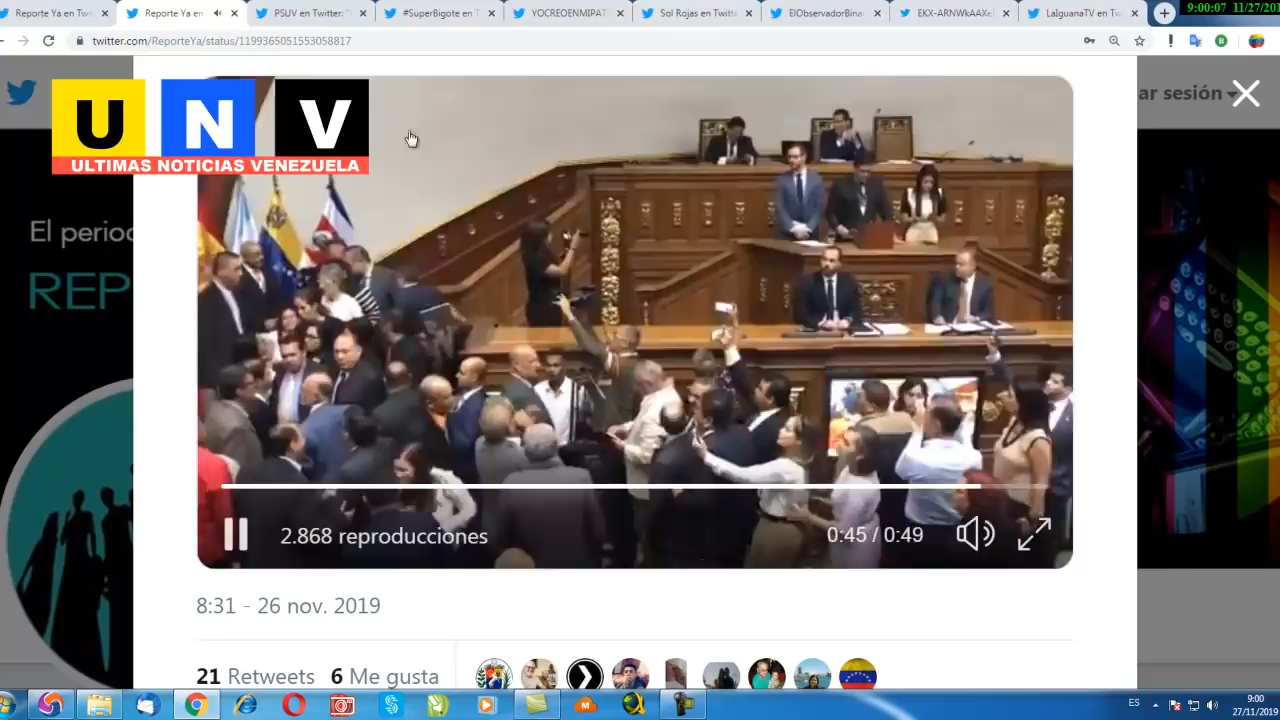 Reporte Ya en Twi
Reporte Ya en
PSUV en Twitter: "
#SuperBigote en T
YOCREOENMIPAT
Sol Rojas en Twitte
ElObservadorBinar
EKX-ARNWkAAXe
LaIguanaTV en Tw
9:00:07 11/27/201
twitter.com/ReporteYa/status/1199365051553058817
ar sesión
U N V
ULTIMAS NOTICIAS VENEZUELA
El period
REP
2.868 reproducciones
0:45 / 0:49
8:31 - 26 nov. 2019
21 Retweets 6 Me gusta
ES
9:00
27/11/2019